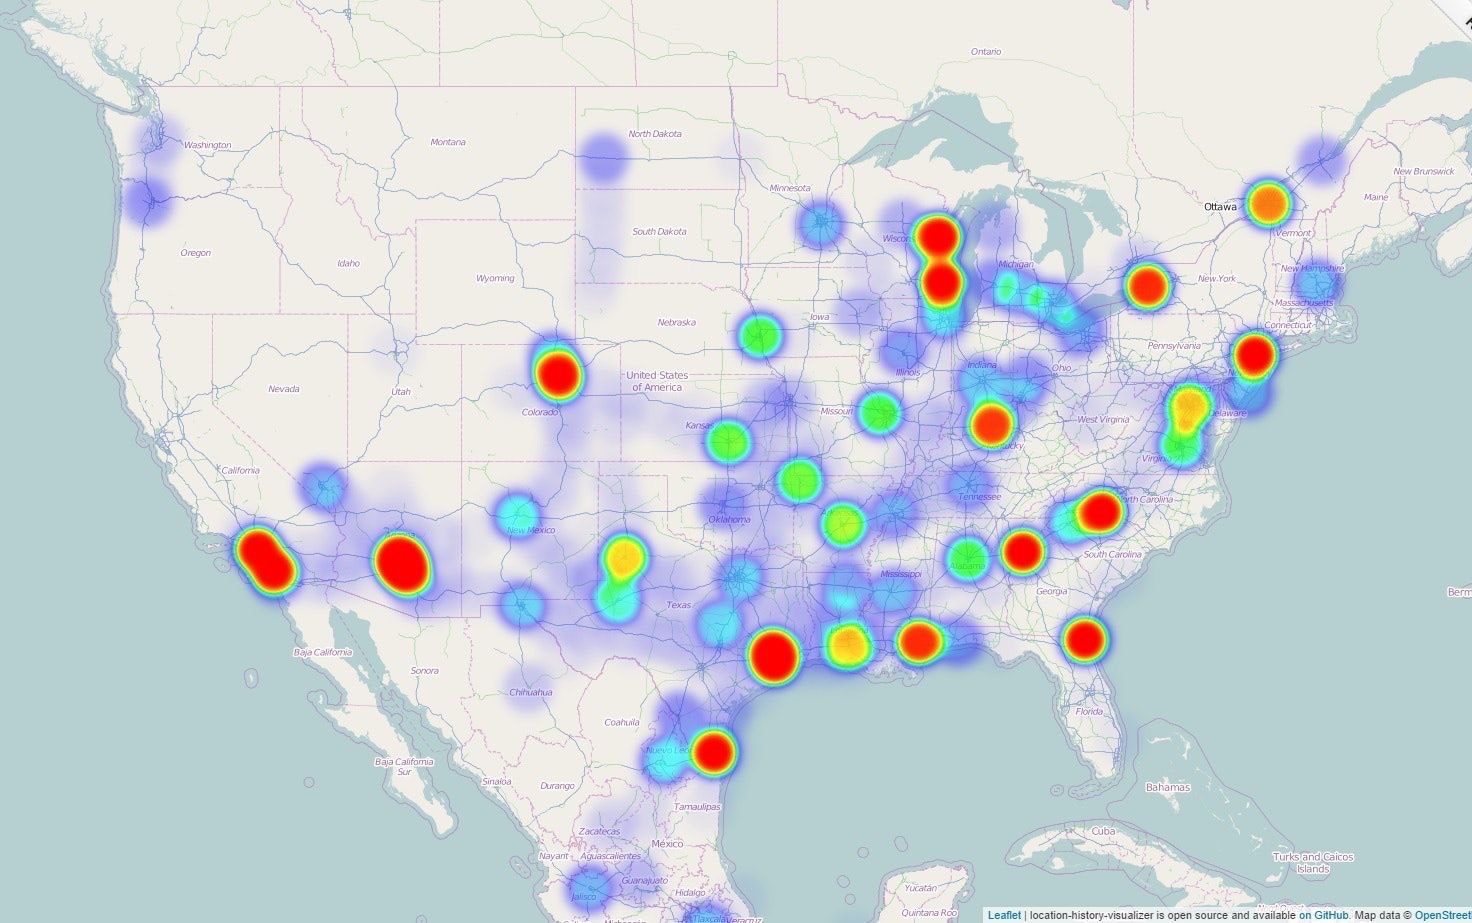 Ontario
North Dakota
Washington
Montana
Minnesota
New Brunswick
Maine
Ottawa
Vermont
South Dakota
Oregon
Idaho
Michigan
New Hampshire
Wyoming
New York
Massachusetts
Iowa
Nebraska
Connecticut
Pennsylvania
Indiana
Ohio
Illinois
United States
of America
Nevada
Utah
Colorado
Missouri
Delaware
West Virginia
Kansas
Virginia
California
Tennessee
North Carolina
Oklahoma
New Mexico
South Carolina
Alabama
Mississippi
Georgia
Texas
Baja California
Sonora
Chihuahua
Bermu
Coahuila
Florida
Nuevo León
Baja California
Sur
Sinaloa
Durango
Bahamas
Tamaulipas
Zacatecas
México
Cuba
Nayarit
Aguascalientes
Turks and Caicos
Islands
Guanajuato
Jalisco
Hidalgo
Yucatán
Quintana Roo
Tlaxcala
Veracruz
Leaflet | location-history-visualizer is open source and available on GitHub. Map data © OpenStree